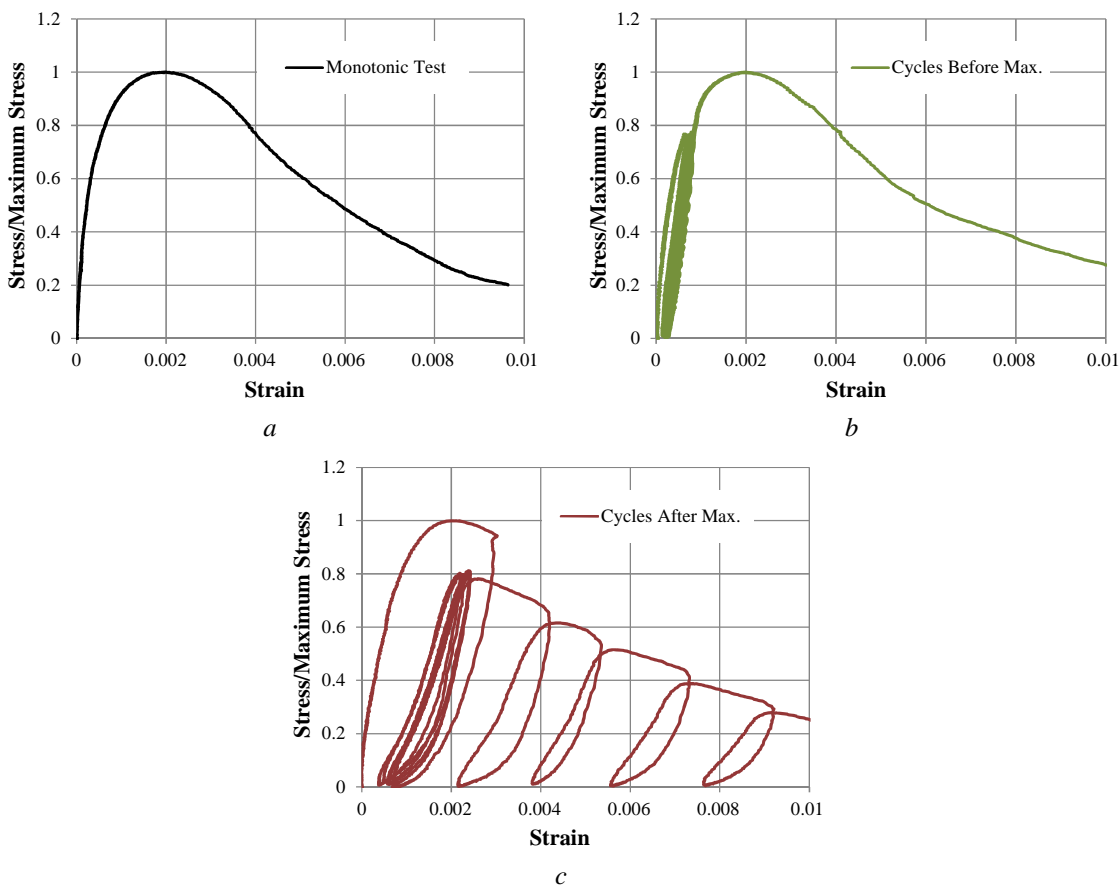 1.2
1
0.8
0.6
0.4
0.2
0
Stress/Maximum Stress
Monotonic Test
0 0.002 0.004 0.006 0.008 0.01
Strain
a
1.2
1
0.8
0.6
0.4
0.2
0
Stress/Maximum Stress
Cycles Before Max.
0 0.002 0.004 0.006 0.008 0.01
Strain
b
1.2
1
0.8
0.6
0.4
0.2
0
Stress/Maximum Stress
Cycles After Max.
0 0.002 0.004 0.006 0.008 0.01
Strain
c